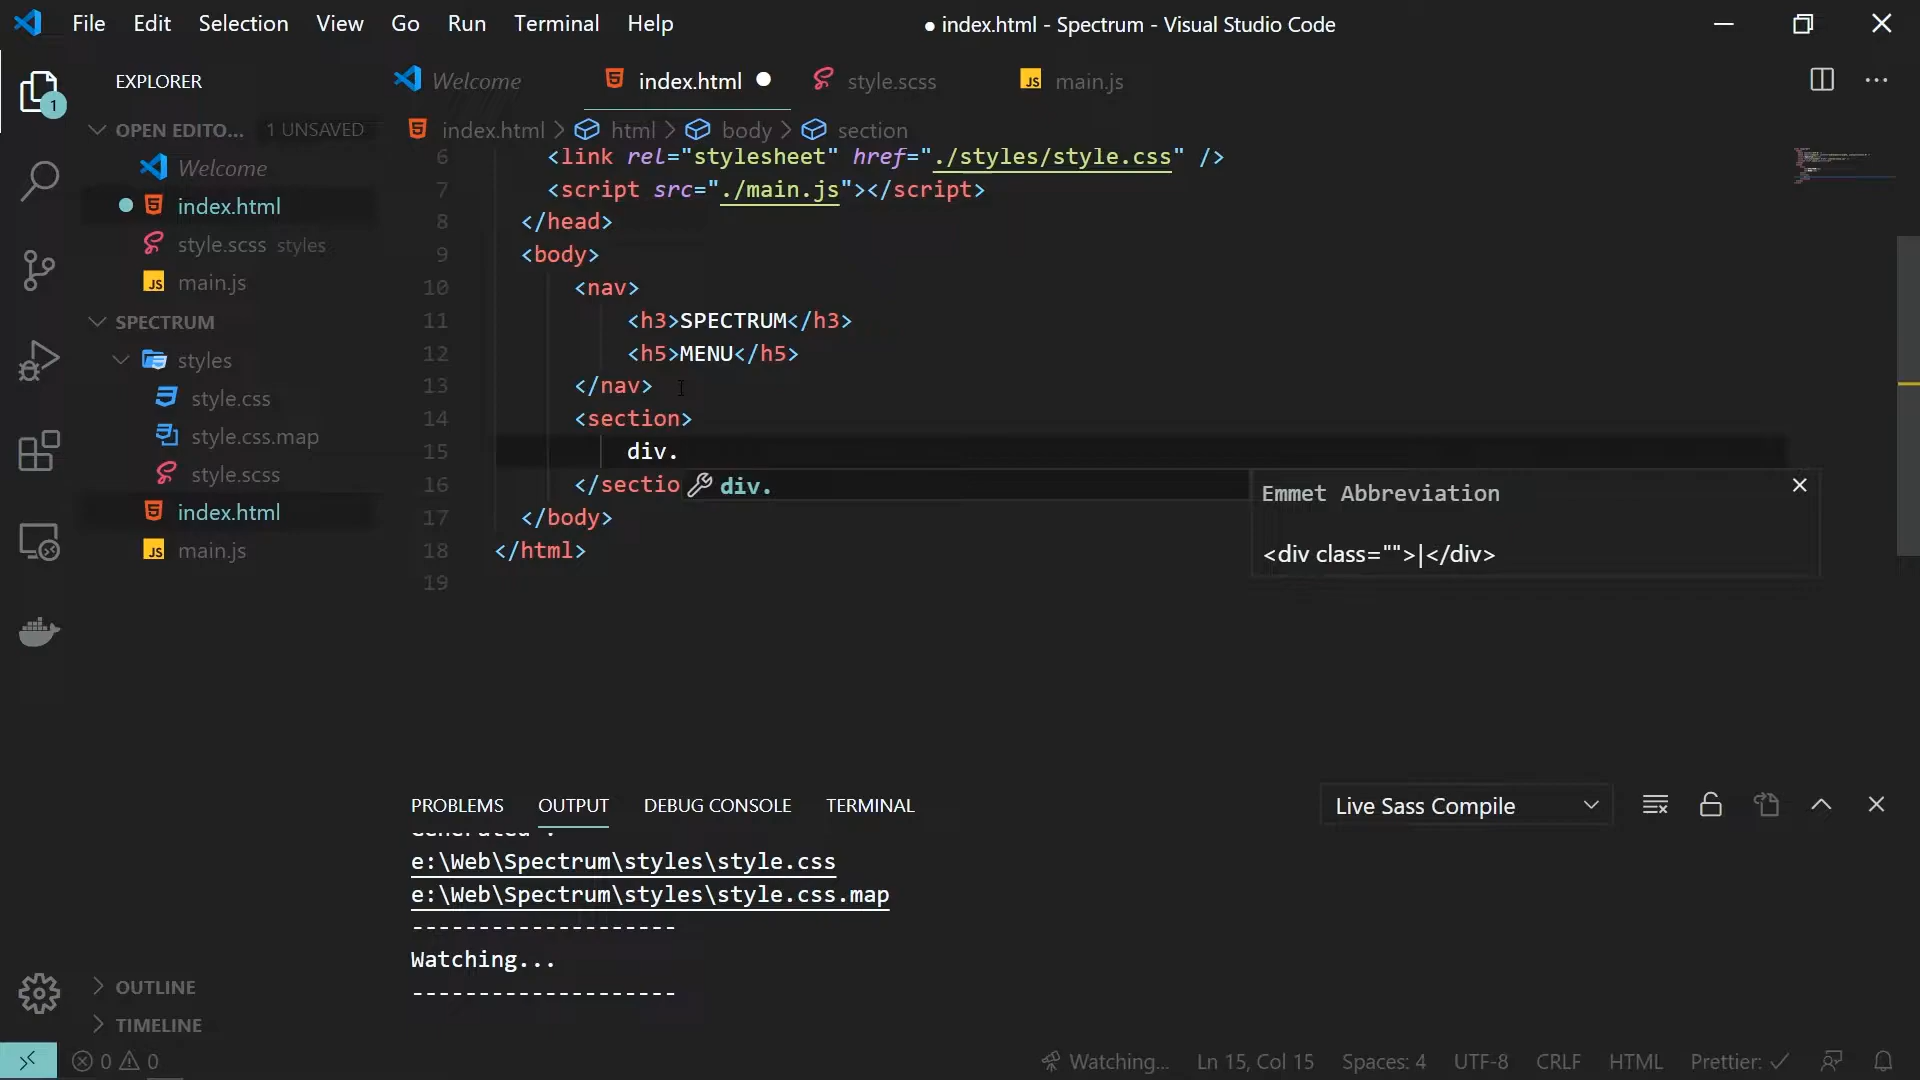 File Edit Selection View Go Run Terminal Help
● index.html - Spectrum - Visual Studio Code
EXPLORER
1
OPEN EDITO... 1 UNSAVED
Welcome
index.html
style.scss styles
JS main.js
SPECTRUM
styles
style.css
style.css.map
style.scss
index.html
JS main.js
OUTLINE
TIMELINE
Welcome
index.html
style.scss
JS main.js
index.html > html > body > section
6 <link rel="stylesheet" href="./styles/style.css" />
7 <script src="./main.js"></script>
8 </head>
9 <body>
10 <nav>
11 <h3>SPECTRUM</h3>
12 <h5>MENU</h5>
13 </nav>
14 <section>
15 div.
16 </sectio
17 </body>
18 </html>
19
div.
Emmet Abbreviation
<div class="">|</div>
PROBLEMS OUTPUT DEBUG CONSOLE TERMINAL
Live Sass Compile
Generated :
e:\Web\Spectrum\styles\style.css
e:\Web\Spectrum\styles\style.css.map
--------------------
Watching...
--------------------
0 0
Watching... Ln 15, Col 15 Spaces: 4 UTF-8 CRLF HTML Prettier: ✓